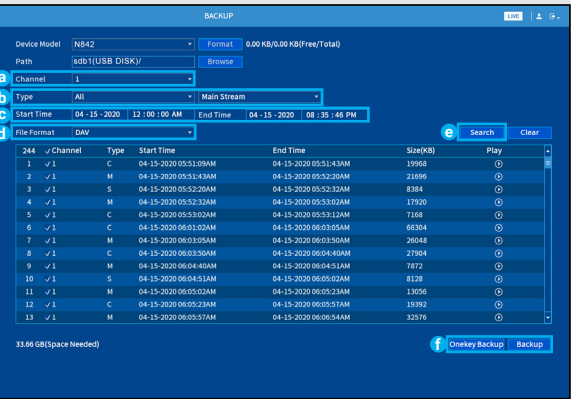 BACKUP LIVE
Device Model N842 Format 0.00 KB/0.00 KB(Free/Total)
Path sdb1(USB DISK)/ Browse
a Channel 1
b Type All Main Stream
c Start Time 04 - 15 - 2020 12 : 00 : 00 AM End Time 04 - 15 - 2020 08 : 35 : 46 PM
d File Format DAV e Search Clear
244 Channel Type Start Time End Time Size(KB) Play
1 1 C 04-15-2020 05:51:09AM 04-15-2020 05:51:43AM 19968
2 1 M 04-15-2020 05:51:43AM 04-15-2020 05:52:20AM 21696
3 1 S 04-15-2020 05:52:20AM 04-15-2020 05:52:32AM 8384
4 1 M 04-15-2020 05:52:32AM 04-15-2020 05:53:02AM 17920
5 1 C 04-15-2020 05:53:02AM 04-15-2020 05:53:12AM 7168
6 1 C 04-15-2020 06:01:02AM 04-15-2020 06:03:05AM 66304
7 1 M 04-15-2020 06:03:05AM 04-15-2020 06:03:50AM 26048
8 1 C 04-15-2020 06:03:50AM 04-15-2020 06:04:40AM 27904
9 1 M 04-15-2020 06:04:40AM 04-15-2020 06:04:51AM 7872
10 1 S 04-15-2020 06:04:51AM 04-15-2020 06:05:02AM 8128
11 1 M 04-15-2020 06:05:02AM 04-15-2020 06:05:23AM 13056
12 1 C 04-15-2020 06:05:23AM 04-15-2020 06:05:57AM 19392
13 1 M 04-15-2020 06:05:57AM 04-15-2020 06:06:54AM 32576
33.66 GB(Space Needed) f Onekey Backup Backup